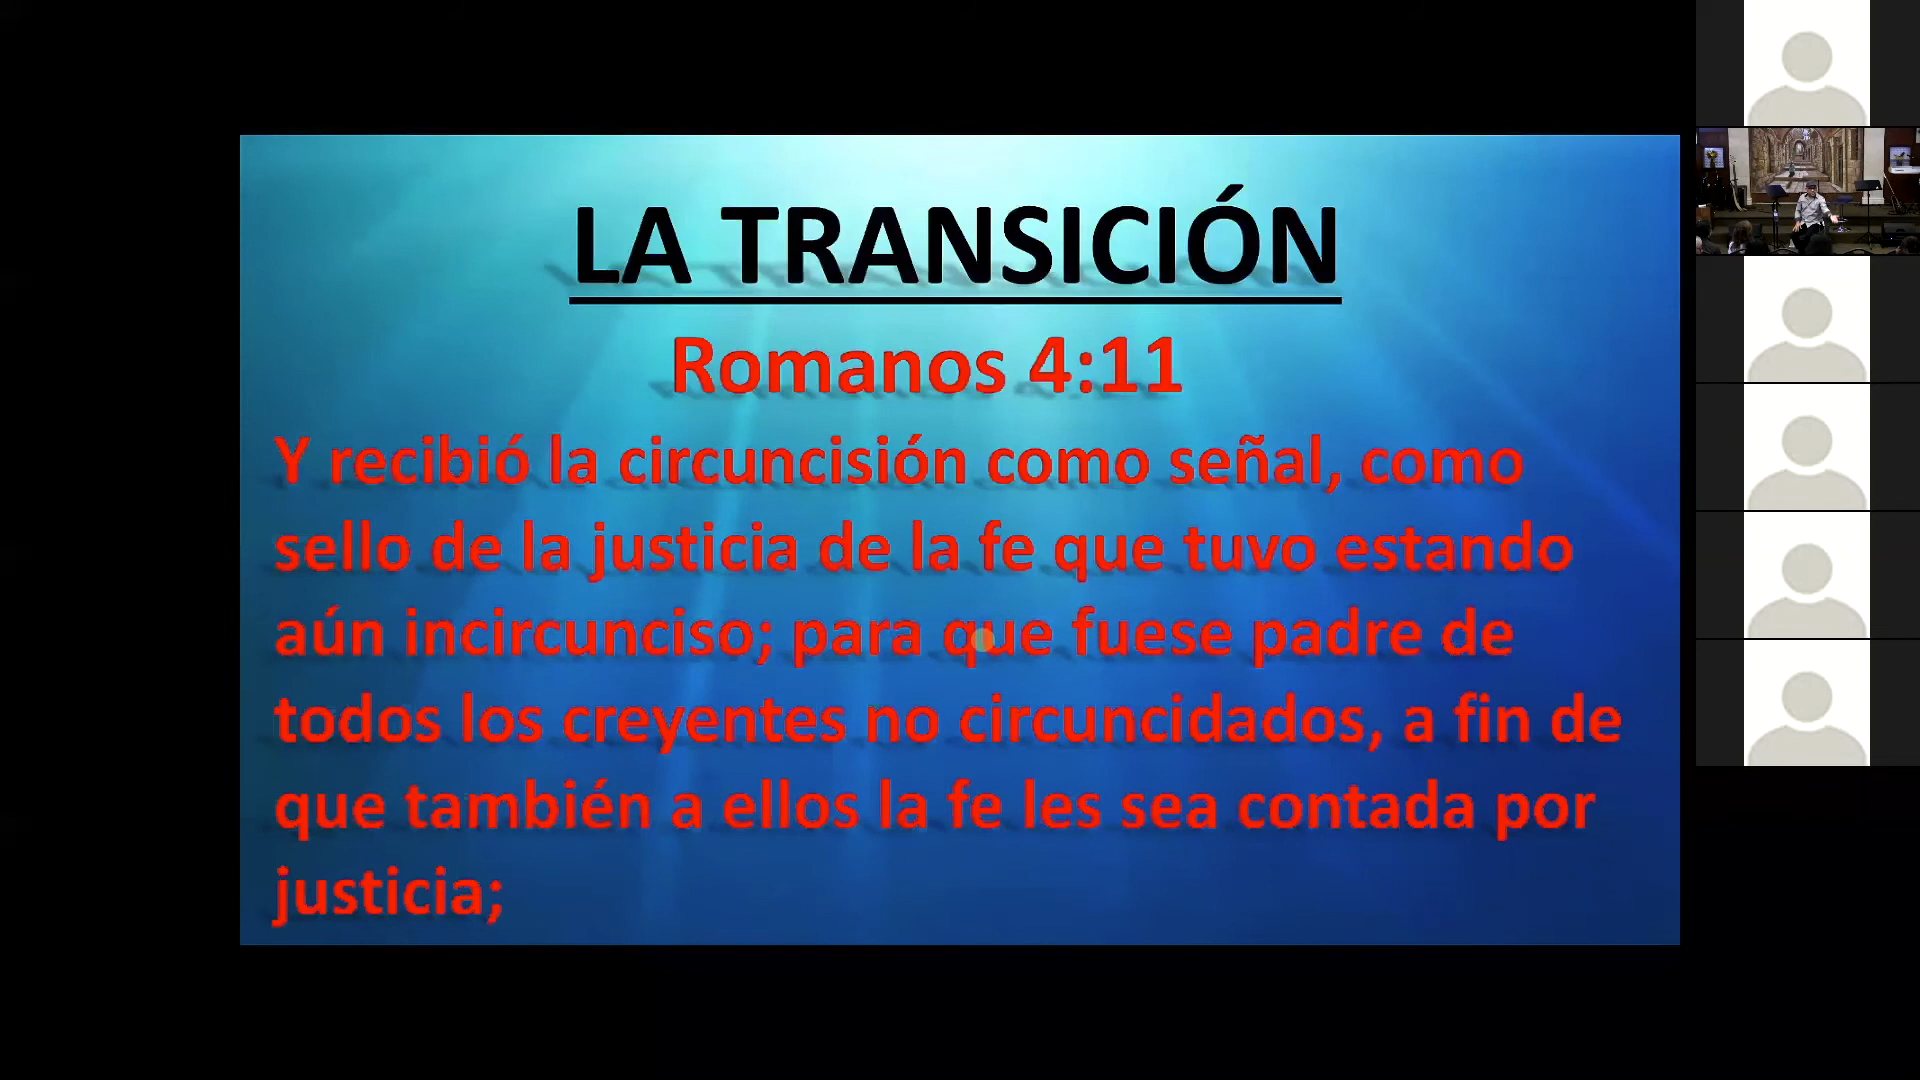 LA TRANSICIÓN
Romanos 4:11
Y recibió la circuncisión como señal, como
sello de la justicia de la fe que tuvo estando
aún incircunciso; para que fuese padre de
todos los creyentes no circuncidados, a fin de
que también a ellos la fe les sea contada por
justicia;